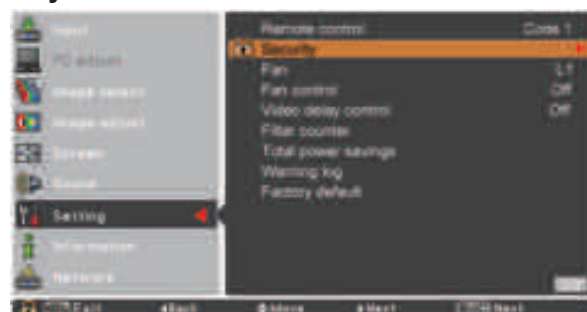 Input
PC adjust
Image select
Image adjust
Screen
Sound
Setting
Information
Network
Remote control Code 1
Security
Fan L1
Fan control Off
Video delay control Off
Filter counter
Total power savings
Warning log
Factory default
Exit Back Move Next Next